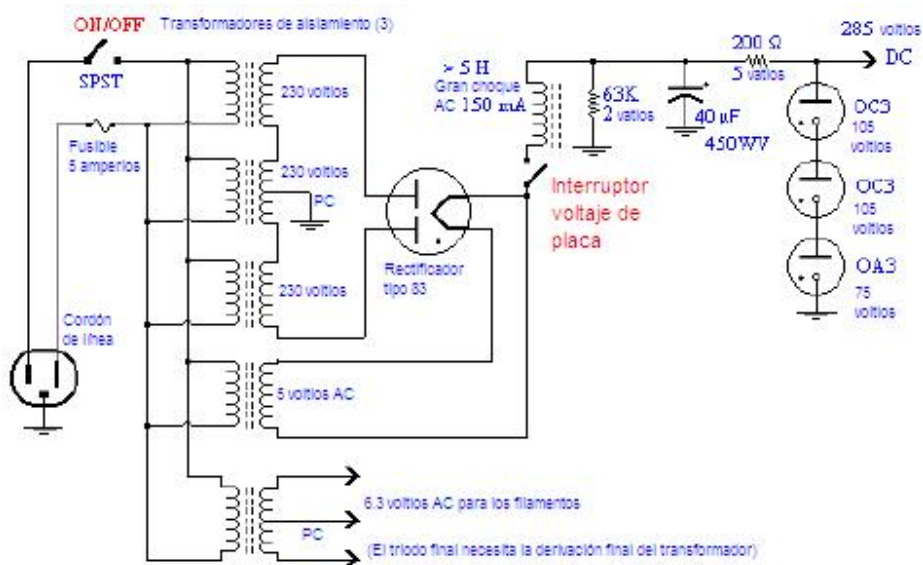 ON/OFF
Transformadores de aislamiento (3)
SPST
Fusible
5 amperios
Cordón
de línea
230 voltios
230 voltios
PC
230 voltios
5 voltios AC
6.3 voltios AC para los filamentos
PC
(El triodo final necesita la derivación final del transformador)
Rectificador
tipo 83
> 5 H
Gran choque
AC 150 mA
Interruptor
voltaje de
placa
63K
2 vatios
+
40 µF
450WV
200 Ω
5 vatios
285 voltios
DC
OC3
105
voltios
OC3
105
voltios
OA3
75
voltios